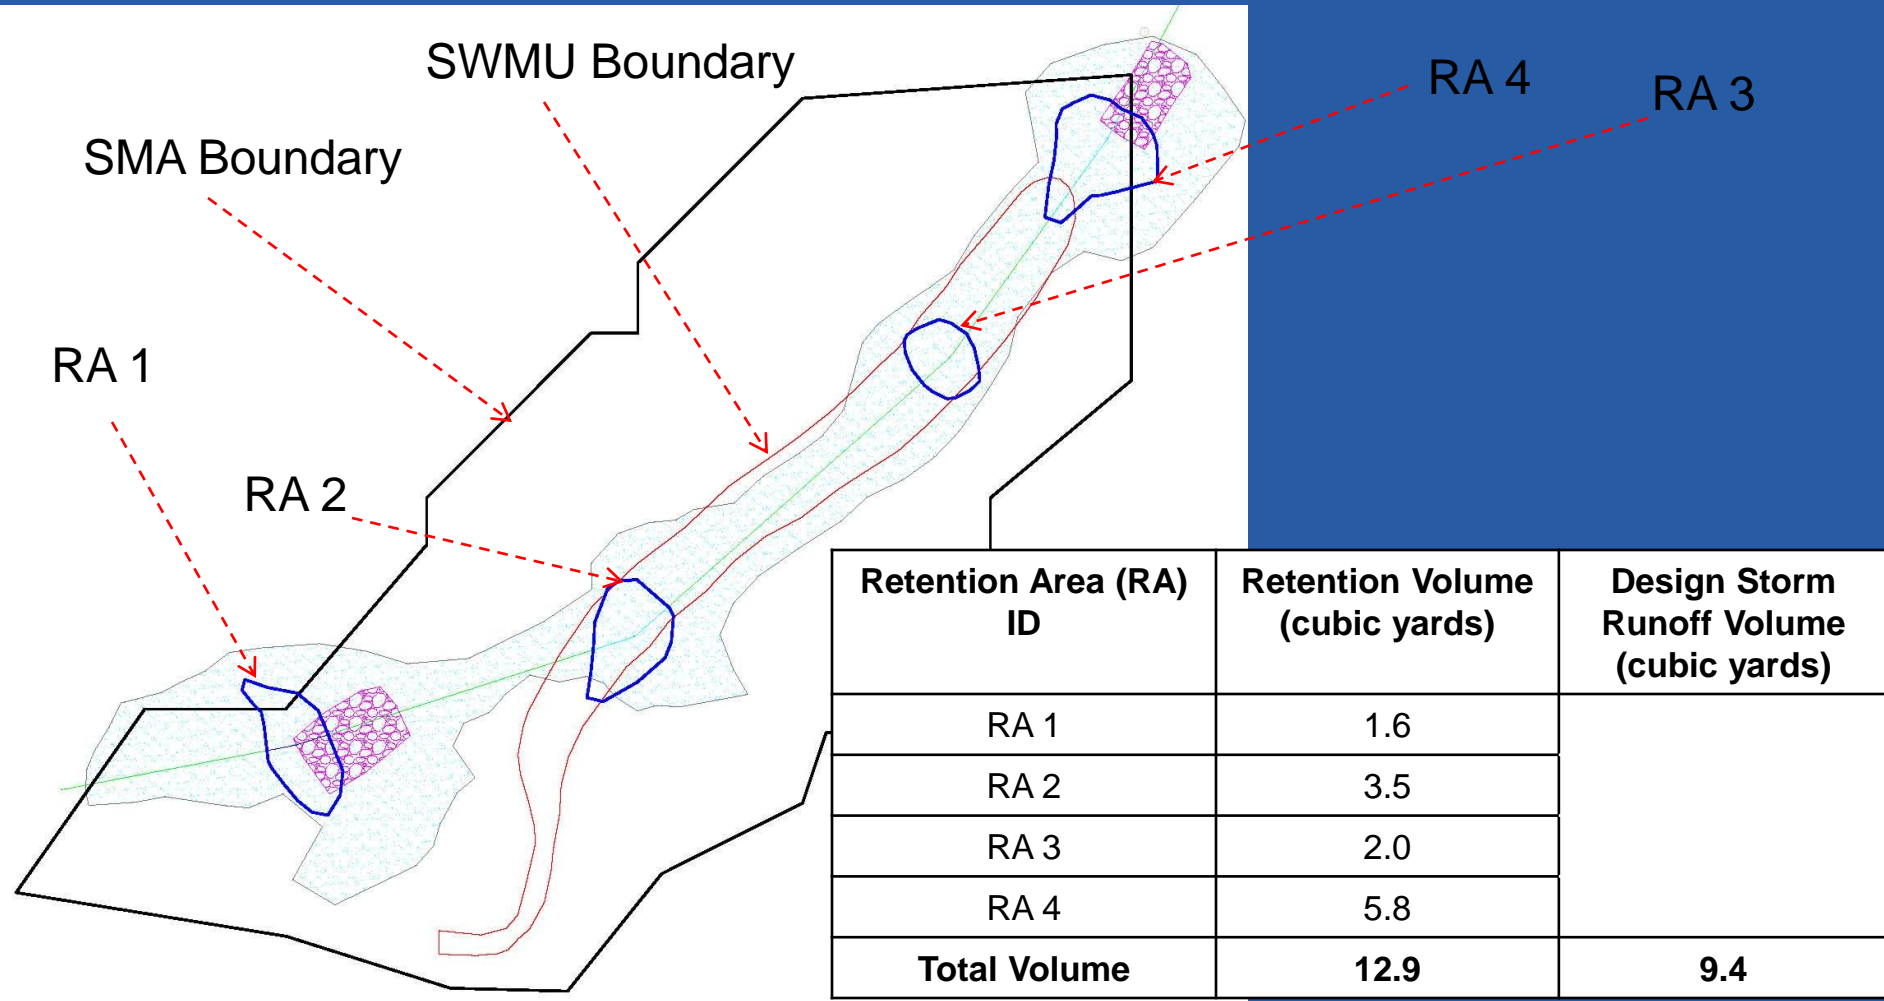 SWMU Boundary
RA 4
RA 3
SMA Boundary
RA 1
RA 2
Retention Area (RA)
ID
Retention Volume
(cubic yards)
Design Storm
Runoff Volume
(cubic yards)
RA 1
1.6
RA 2
3.5
RA 3
2.0
RA 4
5.8
Total Volume
12.9
9.4